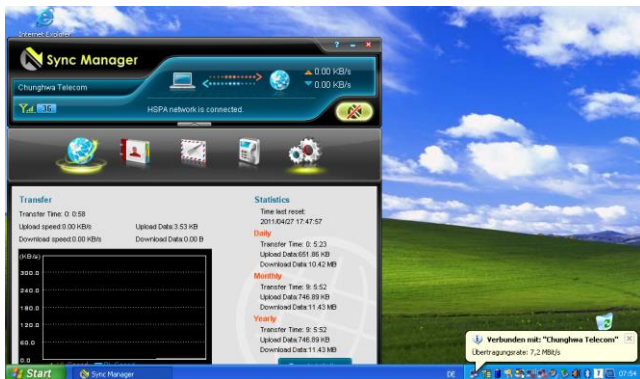 Internet Explorer
? - ×
Sync Manager
Chunghwa Telecom
0.00 KB/s
0.00 KB/s
3G
HSPA network is connected.
Transfer
Transfer Time: 0: 0:58
Upload speed:0.00 KB/s
Upload Data:3.53 KB
Download speed:0.00 KB/s
Download Data:0.00 B
(KB/s)
300.0
240.0
180.0
120.0
60.0
0.0
Statistics
Time last reset:
2011/04/27 17:47:57
Daily
Transfer Time: 0: 5:23
Upload Data:651.86 KB
Download Data:10.42 MB
Monthly
Transfer Time: 9: 5:52
Upload Data:746.89 KB
Download Data:11.43 MB
Yearly
Transfer Time: 9: 5:52
Upload Data:746.89 KB
Download Data:11.43 MB
Verbunden mit: "Chunghwa Telecom"
Übertragungsrate: 7,2 MBit/s
Start
Sync Manager
DE
07:54